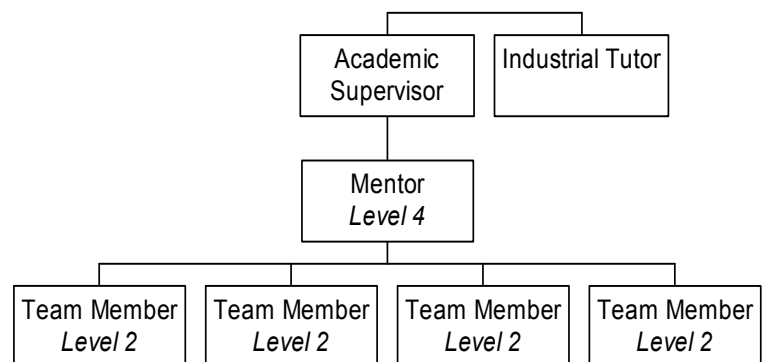 Academic
Supervisor
Industrial Tutor
Mentor
Level 4
Team Member
Level 2
Team Member
Level 2
Team Member
Level 2
Team Member
Level 2